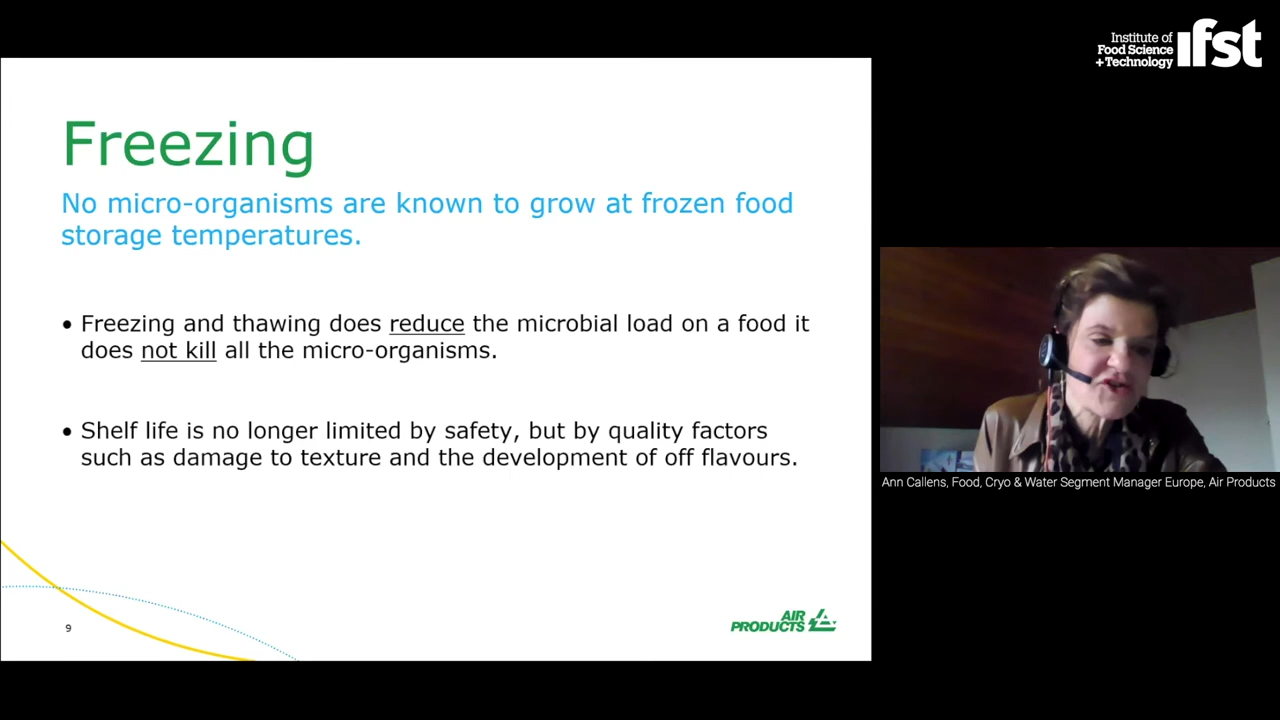 Institute of
Food Science
+Technology
ifst
Freezing
No micro-organisms are known to grow at frozen food
storage temperatures.
• Freezing and thawing does reduce the microbial load on a food it
does not kill all the micro-organisms.
• Shelf life is no longer limited by safety, but by quality factors
such as damage to texture and the development of off flavours.
Ann Callens, Food, Cryo & Water Segment Manager Europe, Air Products
9
AIR
PRODUCTS